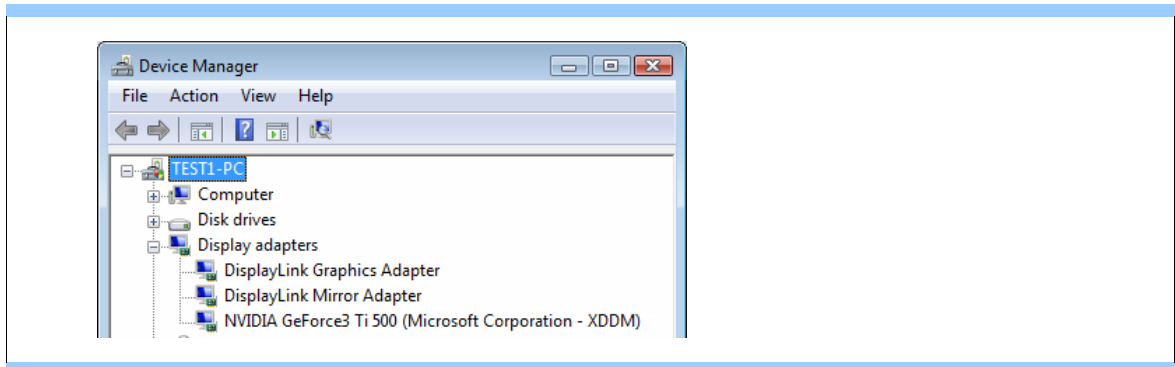 Device Manager
File Action View Help
TEST1-PC
Computer
Disk drives
Display adapters
DisplayLink Graphics Adapter
DisplayLink Mirror Adapter
NVIDIA GeForce3 Ti 500 (Microsoft Corporation - XDDM)